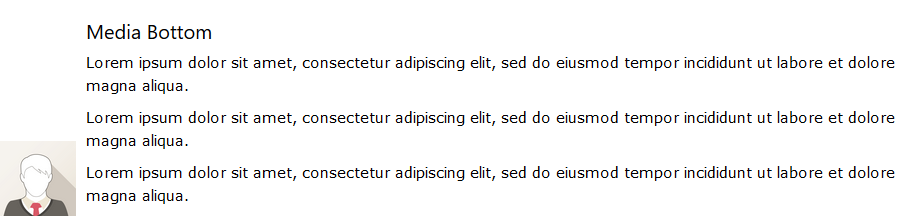 Media Bottom
Lorem ipsum dolor sit amet, consectetur adipiscing elit, sed do eiusmod tempor incididunt ut labore et dolore
magna aliqua.
Lorem ipsum dolor sit amet, consectetur adipiscing elit, sed do eiusmod tempor incididunt ut labore et dolore
magna aliqua.
Lorem ipsum dolor sit amet, consectetur adipiscing elit, sed do eiusmod tempor incididunt ut labore et dolore
magna aliqua.